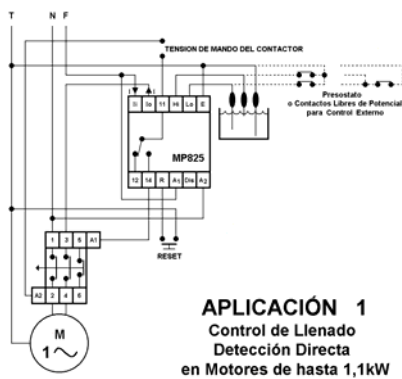 T N F
TENSION DE MANDO DEL CONTACTOR
Ii Io 11 Hi Lo E
Presostato
o Contactos Libres de Potencial
para Control Externo
MP825
12 14 R A1 Dis A2
1 3 5 A1
RESET
A2 2 4 6
M
1
APLICACIÓN 1
Control de Llenado
Detección Directa
en Motores de hasta 1,1kW